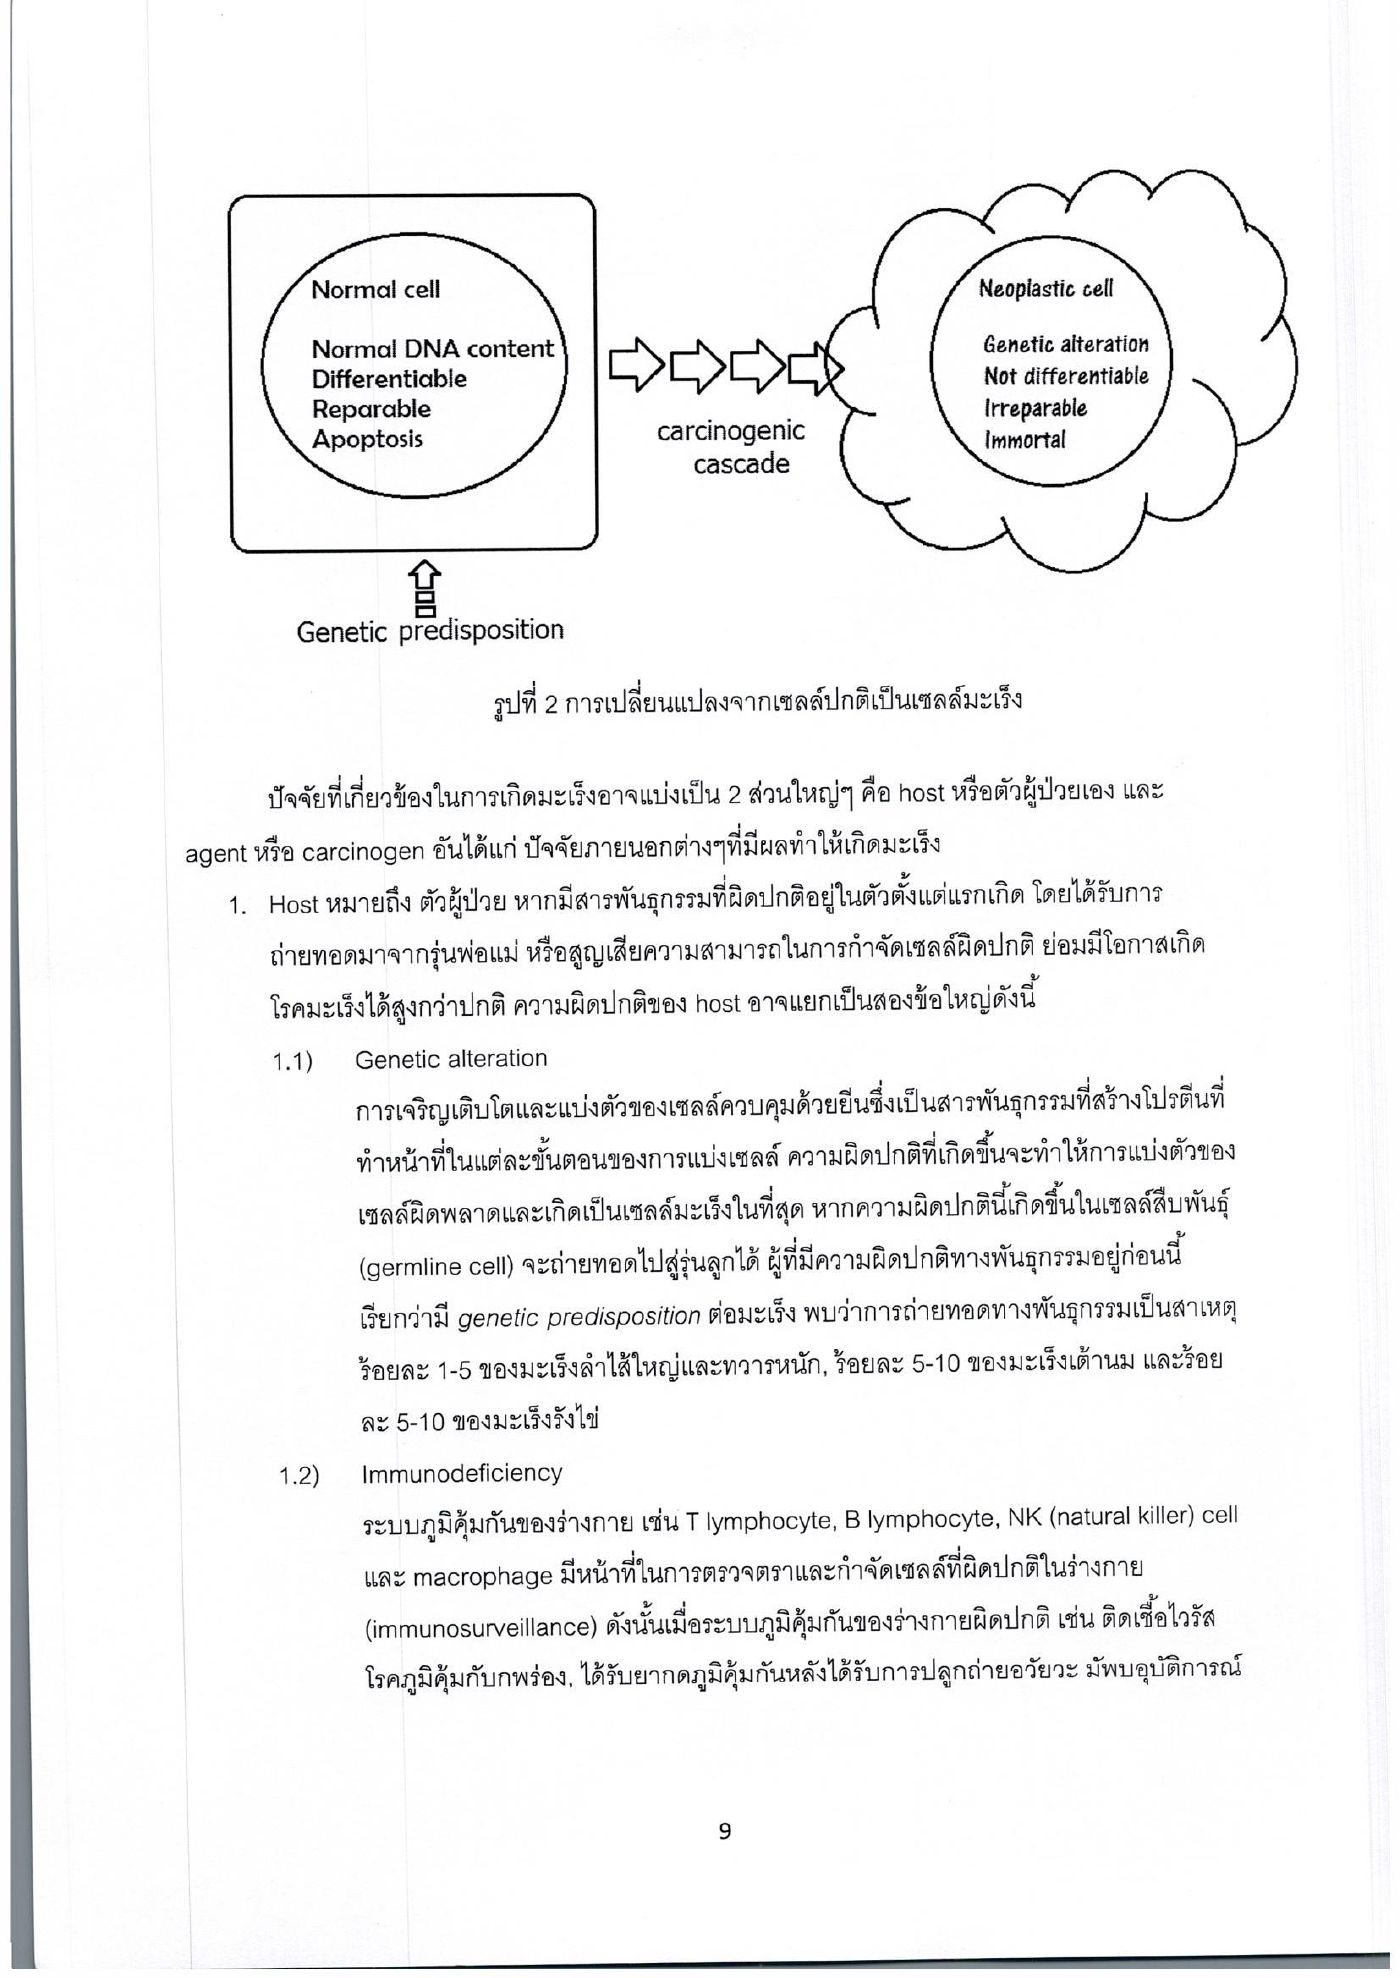 Normal cell
Normal DNA content
Differentiable
Reparable
Apoptosis
carcinogenic
cascade
Neoplastic cell
Genetic alteration
Not differentiable
Irreparable
Immortal
Genetic predisposition
รูปที่ 2 การเปลี่ยนแปลงจากเซลล์ปกติเป็นเซลล์มะเร็ง
ปัจจัยที่เกี่ยวข้องในการเกิดมะเร็งอาจแบ่งเป็น 2 ส่วนใหญ่ๆ คือ host หรือตัวผู้ป่วยเอง และ
agent หรือ carcinogen อันได้แก่ ปัจจัยภายนอกต่างๆที่มีผลทำให้เกิดมะเร็ง
1. Host หมายถึง ตัวผู้ป่วย หากมีสารพันธุกรรมที่ผิดปกติอยู่ในตัวตั้งแต่แรกเกิด โดยได้รับการ
ถ่ายทอดมาจากรุ่นพ่อแม่ หรือสูญเสียความสามารถในการกำจัดเซลล์ผิดปกติ ย่อมมีโอกาสเกิด
โรคมะเร็งได้สูงกว่าปกติ ความผิดปกติของ host อาจแยกเป็นสองข้อใหญ่ดังนี้
1.1) Genetic alteration
การเจริญเติบโตและแบ่งตัวของเซลล์ควบคุมด้วยยีนซึ่งเป็นสารพันธุกรรมที่สร้างโปรตีนที่
ทำหน้าที่ในแต่ละขั้นตอนของการแบ่งเซลล์ ความผิดปกติที่เกิดขึ้นจะทำให้การแบ่งตัวของ
เซลล์ผิดพลาดและเกิดเป็นเซลล์มะเร็งในที่สุด หากความผิดปกตินี้เกิดขึ้นในเซลล์สืบพันธุ์
(germline cell) จะถ่ายทอดไปสู่รุ่นลูกได้ ผู้ที่มีความผิดปกติทางพันธุกรรมอยู่ก่อนนี้
เรียกว่ามี genetic predisposition ต่อมะเร็ง พบว่าการถ่ายทอดทางพันธุกรรมเป็นสาเหตุ
ร้อยละ 1-5 ของมะเร็งลำไส้ใหญ่และทวารหนัก, ร้อยละ 5-10 ของมะเร็งเต้านม และร้อย
ละ 5-10 ของมะเร็งรังไข่
1.2) Immunodeficiency
ระบบภูมิคุ้มกันของร่างกาย เช่น T lymphocyte, B lymphocyte, NK (natural killer) cell
และ macrophage มีหน้าที่ในการตรวจตราและกำจัดเซลล์ที่ผิดปกติในร่างกาย
(immunosurveillance) ดังนั้นเมื่อระบบภูมิคุ้มกันของร่างกายผิดปกติ เช่น ติดเชื้อไวรัส
โรคภูมิคุ้มกับกพร่อง, ได้รับยากดภูมิคุ้มกันหลังได้รับการปลูกถ่ายอวัยวะ มัพบอุบัติการณ์
9